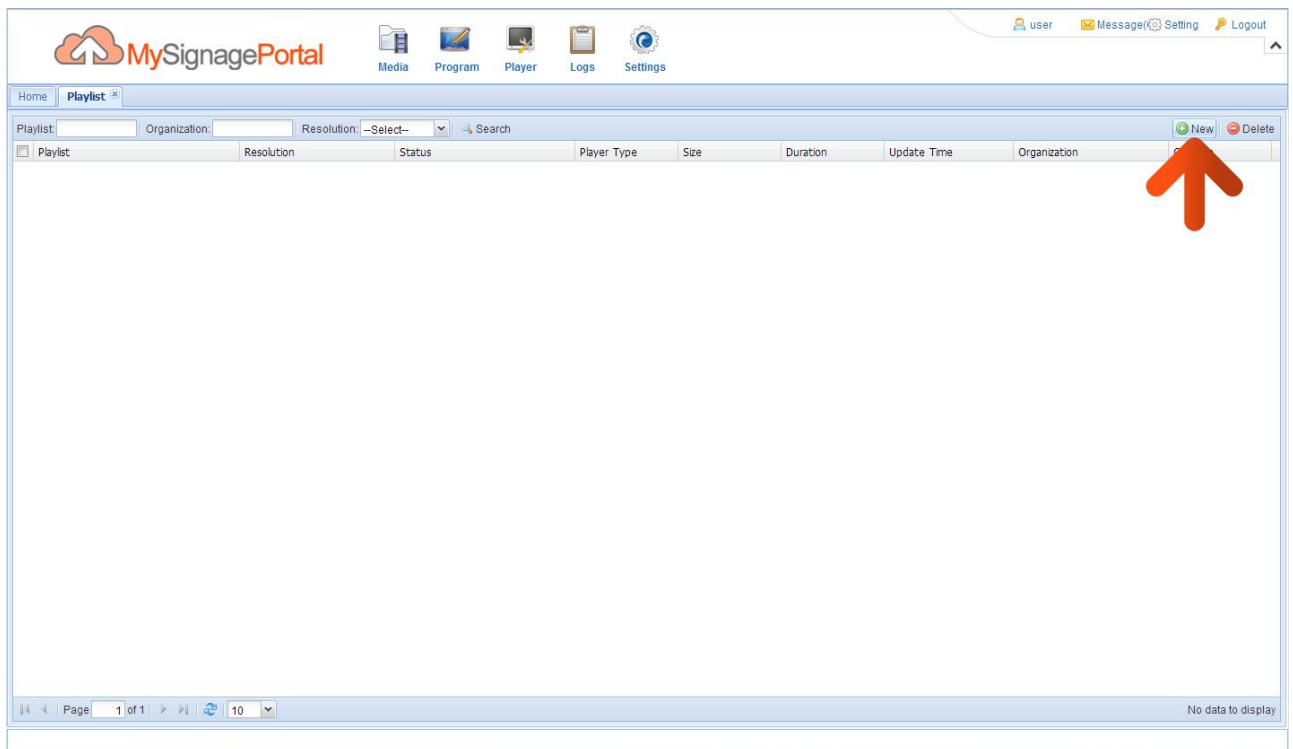 user Message( Setting Logout
MySignagePortal
Media Program Player Logs Settings
Home Playlist
Playlist: Organization: Resolution: --Select-- Search New Delete
Playlist Resolution Status Player Type Size Duration Update Time Organization
Page 1 of 1 10 No data to display